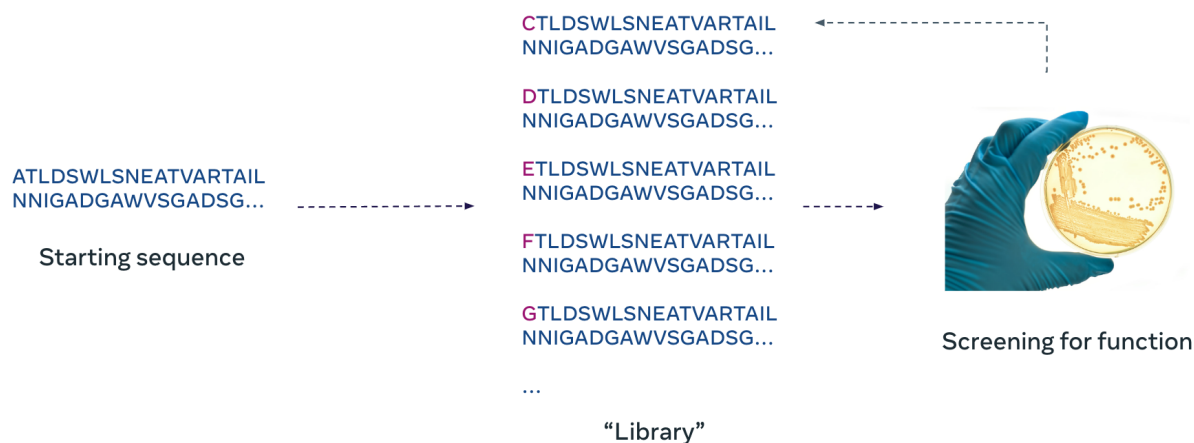 ATLDSWLSNEATVARTAIL
NNIGADGAWVSGADSG...
Starting sequence
CTLDSWLSNEATVARTAIL
NNIGADGAWVSGADSG...
DTLDSWLSNEATVARTAIL
NNIGADGAWVSGADSG...
ETLDSWLSNEATVARTAIL
NNIGADGAWVSGADSG...
FTLDSWLSNEATVARTAIL
NNIGADGAWVSGADSG...
GTLDSWLSNEATVARTAIL
NNIGADGAWVSGADSG...
...
“Library”
Screening for function